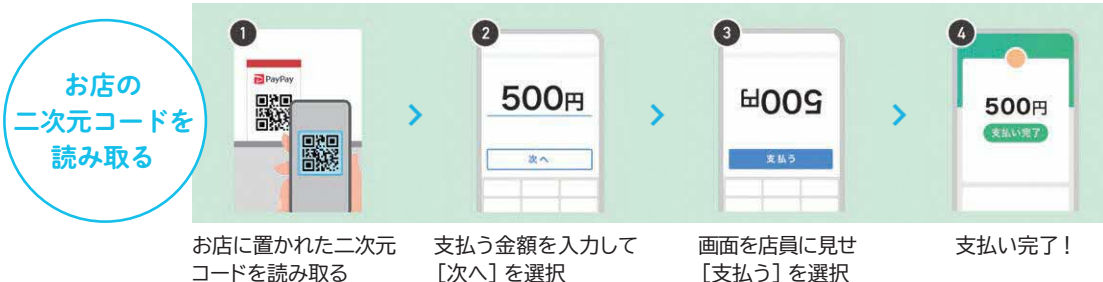 お店の
二次元コードを
読み取る
1
PayPay
2
500円
次へ
3
500円
支払う
4
500円
支払い完了
お店に置かれた二次元
コードを読み取る
支払う金額を入力して
［次へ］を選択
画面を店員に見せ
［支払う］を選択
支払い完了！